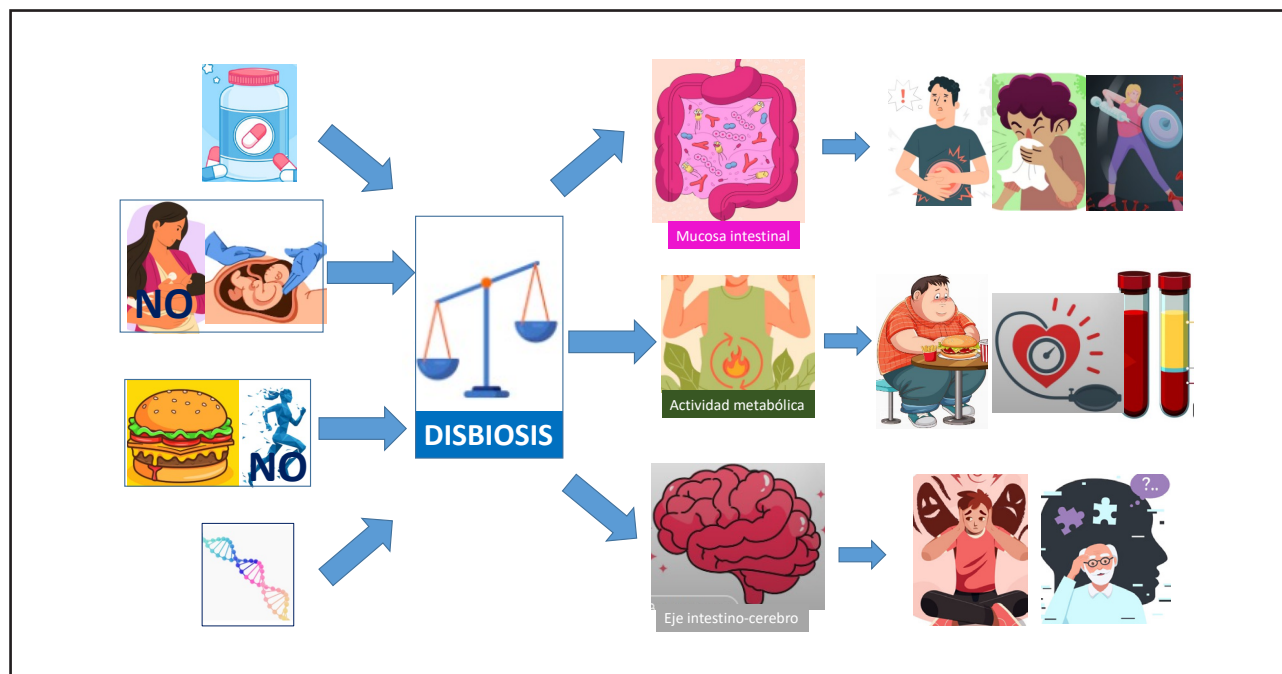 NO
NO
DISBIOSIS
Mucosa intestinal
!
Actividad metabólica
Eje intestino-cerebro
?..